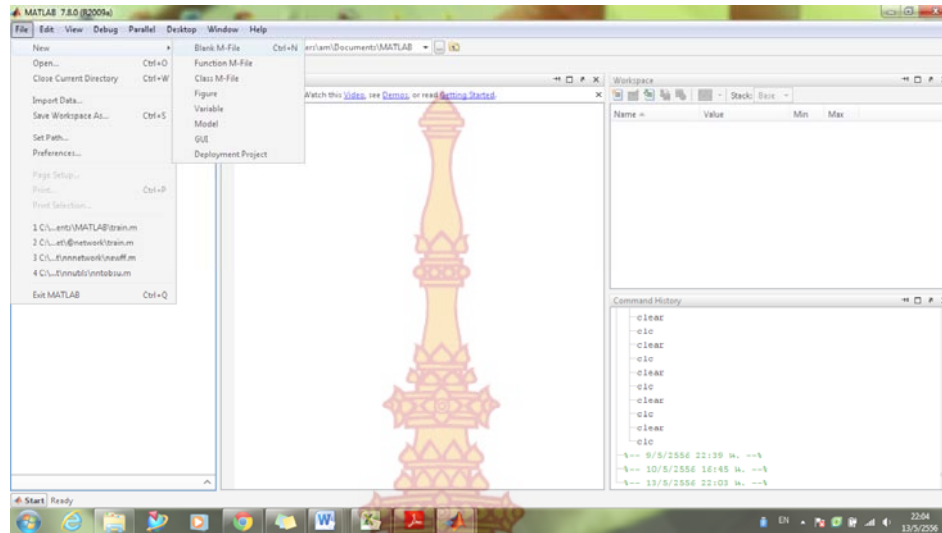 MATLAB 7.8.0 (R2009a)
File Edit View Debug Parallel Desktop Window Help
New
Open... Ctrl+O
Close Current Directory Ctrl+W
Import Data...
Save Workspace As... Ctrl+S
Set Path...
Preferences...
Page Setup...
Print... Ctrl+P
Print Selection...
1 C:\...ents\MATLAB\train.m
2 C:\...et\@network\train.m
3 C:\...t\nnnetwork\newff.m
4 C:\...t\nnutils\nntobsu.m
Exit MATLAB Ctrl+Q
Blank M-File Ctrl+N
Function M-File
Class M-File
Figure
Variable
Model
GUI
Deployment Project
ers\am\Documents\MATLAB
Watch this Video, see Demos, or read Getting Started.
Workspace
Stack: Base
Name Value Min Max
Command History
clear
clc
clear
clc
clear
clc
clear
clc
clear
clc
%-- 9/5/2556 22:39 น. --%
%-- 10/5/2556 16:45 น. --%
%-- 13/5/2556 22:03 น. --%
Start Ready
EN
22:04
13/5/2556